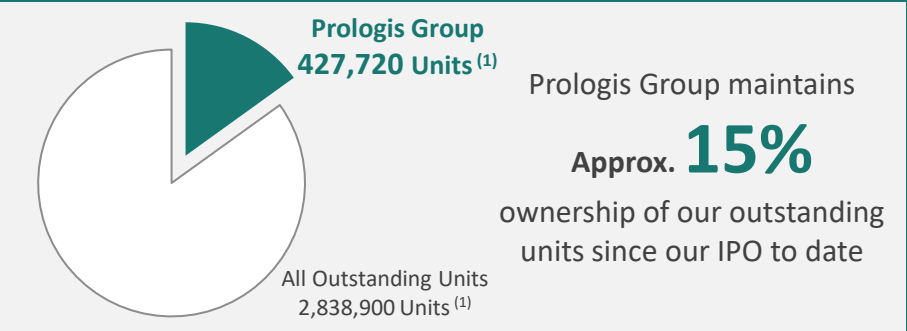 Prologis Group
427,720 Units (1)
Prologis Group maintains
Approx. 15%
ownership of our outstanding
units since our IPO to date
All Outstanding Units
2,838,900 Units (1)